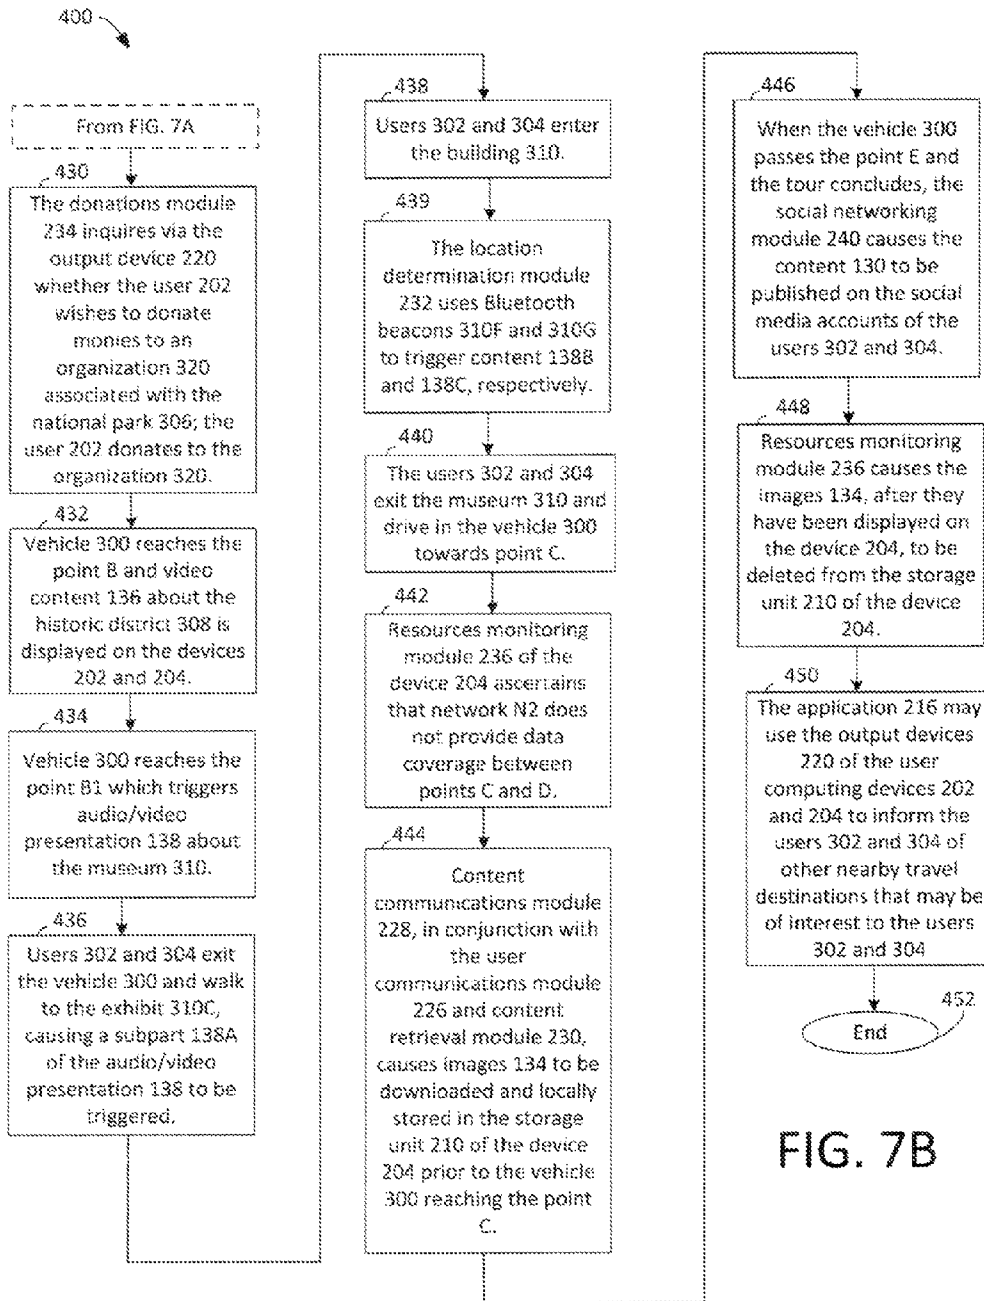 400
From FIG. 7A
430
The donations module
234 inquires via the
output device 220
whether the user 202
wishes to donate
monies to an
organization 320
associated with the
national park 306; the
user 202 donates to the
organization 320.
432
Vehicle 300 reaches the
point B and video
content 136 about the
historic district 308 is
displayed on the devices
202 and 204.
434
Vehicle 300 reaches the
point B1 which triggers
audio/video
presentation 138 about
the museum 310.
436
Users 302 and 304 exit
the vehicle 300 and walk
to the exhibit 310C,
causing a subpart 138A
of the audio/video
presentation 138 to be
triggered.
438
Users 302 and 304 enter
the building 310.
439
The location
determination module
232 uses Bluetooth
beacons 310F and 310G
to trigger content 138B
and 138C, respectively.
440
The users 302 and 304
exit the museum 310 and
drive in the vehicle 300
towards point C.
442
Resources monitoring
module 236 of the
device 204 ascertains
that network N2 does
not provide data
coverage between
points C and D.
444
Content
communications module
228, in conjunction with
the user
communications module
226 and content
retrieval module 230,
causes images 134 to be
downloaded and locally
stored in the storage
unit 210 of the device
204 prior to the vehicle
300 reaching the point
C.
446
When the vehicle 300
passes the point E and
the tour concludes, the
social networking
module 240 causes the
content 130 to be
published on the social
media accounts of the
users 302 and 304.
448
Resources monitoring
module 236 causes the
images 134, after they
have been displayed on
the device 204, to be
deleted from the storage
unit 210 of the device
204.
450
The application 216 may
use the output devices
220 of the user
computing devices 202
and 204 to inform the
users 302 and 304 of
other nearby travel
destinations that may be
of interest to the users
302 and 304
452
End
FIG. 7B